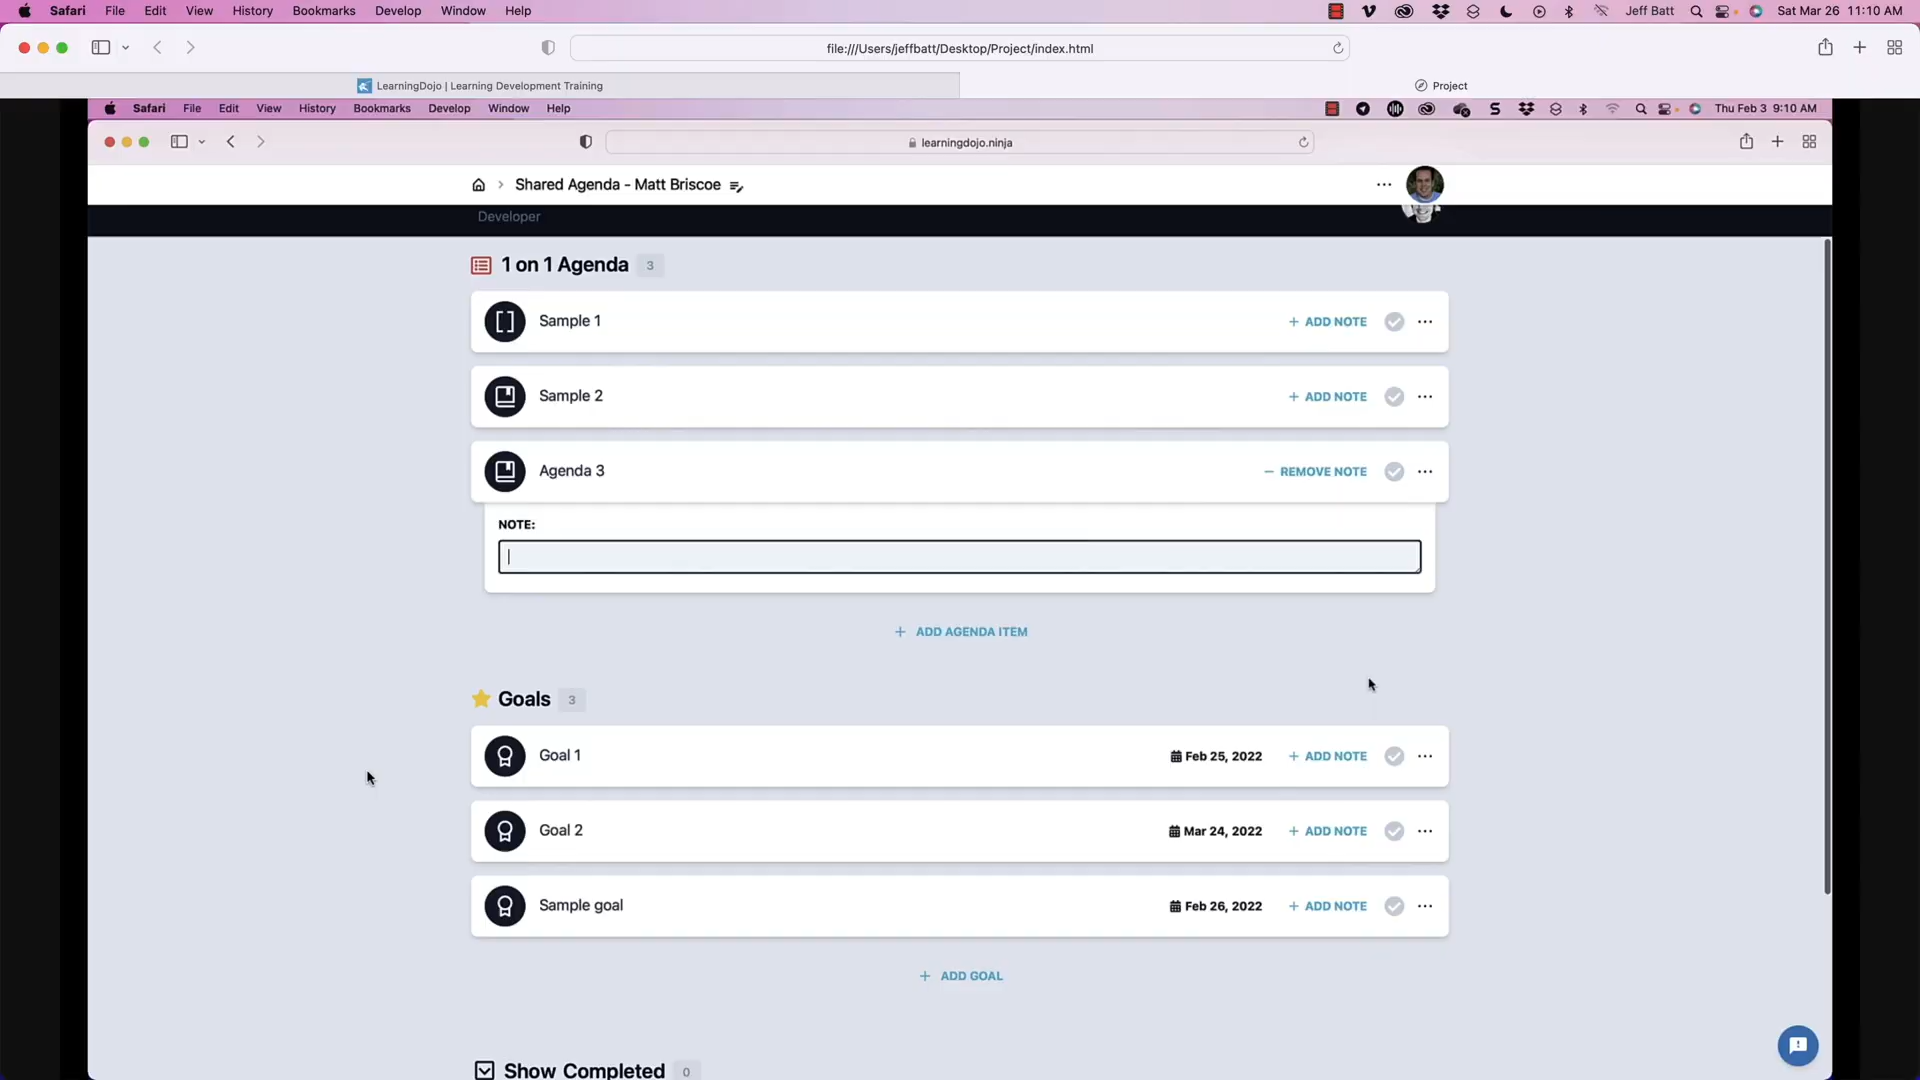 Safari File Edit View History Bookmarks Develop Window Help Jeff Batt Sat Mar 26 11:10 AM
file:///Users/jeffbatt/Desktop/Project/index.html
LearningDojo | Learning Development Training Project
Safari File Edit View History Bookmarks Develop Window Help Thu Feb 3 9:10 AM
learningdojo.ninja
Shared Agenda - Matt Briscoe
Developer
1 on 1 Agenda 3
Sample 1 + ADD NOTE
Sample 2 + ADD NOTE
Agenda 3 − REMOVE NOTE
NOTE:
+ ADD AGENDA ITEM
Goals 3
Goal 1 Feb 25, 2022 + ADD NOTE
Goal 2 Mar 24, 2022 + ADD NOTE
Sample goal Feb 26, 2022 + ADD NOTE
+ ADD GOAL
Show Completed 0